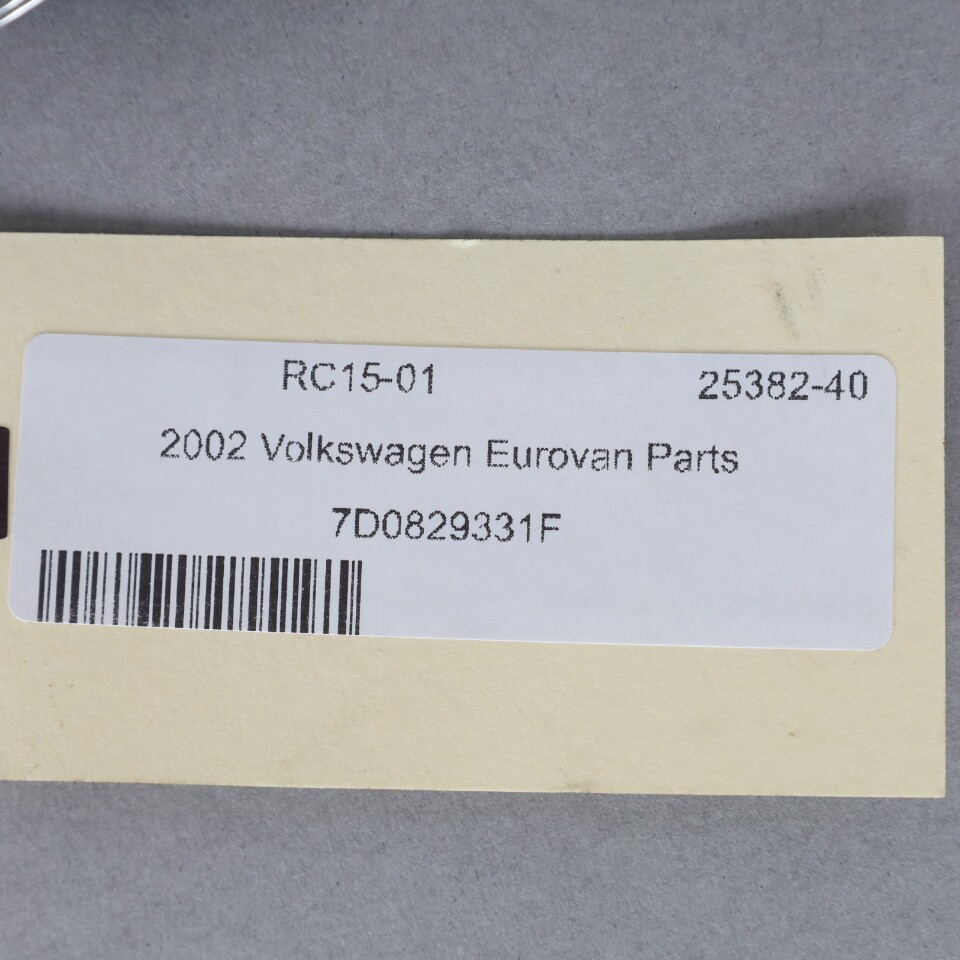 RC15-01 25382-40
2002 Volkswagen Eurovan Parts
7D0829331F